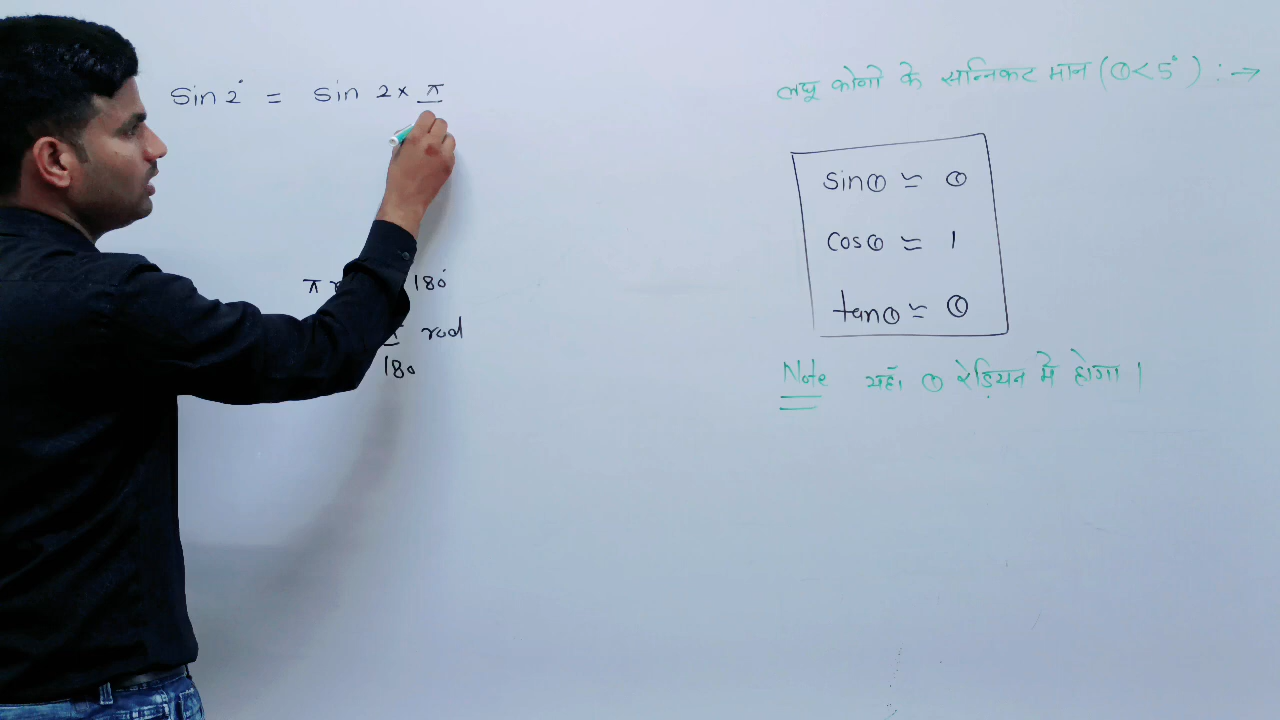 sin 2° = sin 2 × π
π 180°
π rad
180
लघु कोणो के सन्निकट मान (θ < 5°) : →
sinθ ≃ θ
cosθ ≃ 1
tanθ ≃ θ
Note यहाँ θ रेडियन मे होगा।